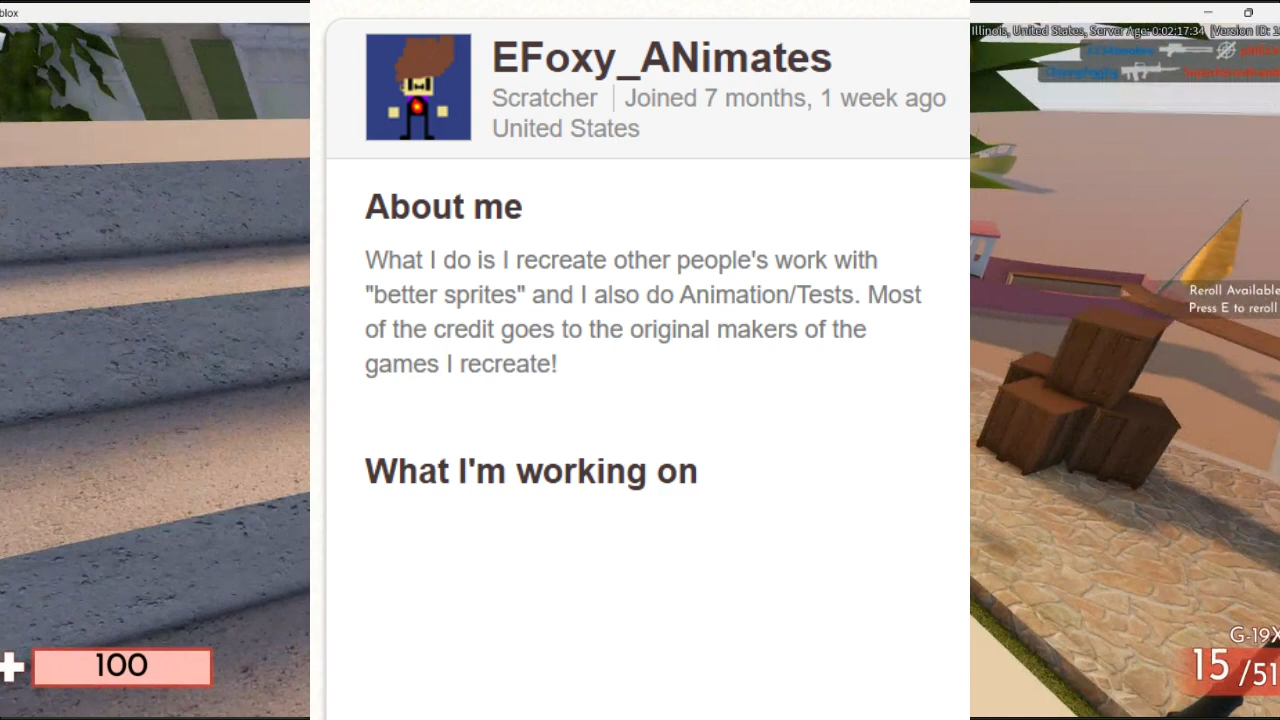 blox
EFoxy_ANimates
Scratcher Joined 7 months, 1 week ago
United States
About me
What I do is I recreate other people's work with
"better sprites" and I also do Animation/Tests. Most
of the credit goes to the original makers of the
games I recreate!
What I'm working on
100
Illinois, United States, Server Age: 0:02:17:34 [Version ID: 1
Reroll Available
Press E to reroll
G-19X
15 /51